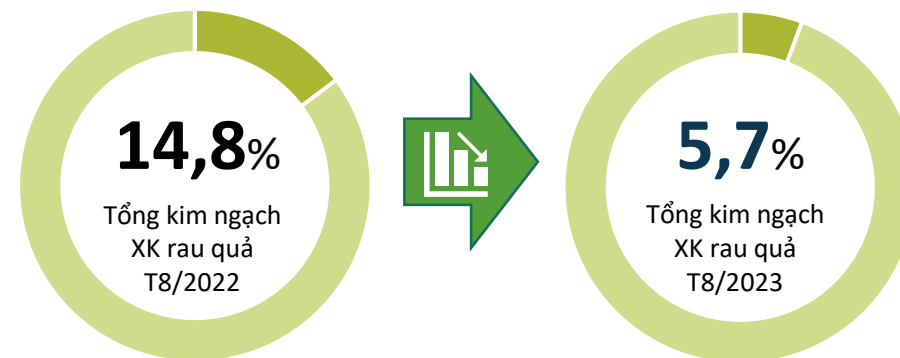 14,8%
Tổng kim ngạch
XK rau quả
T8/2022
5,7%
Tổng kim ngạch
XK rau quả
T8/2023